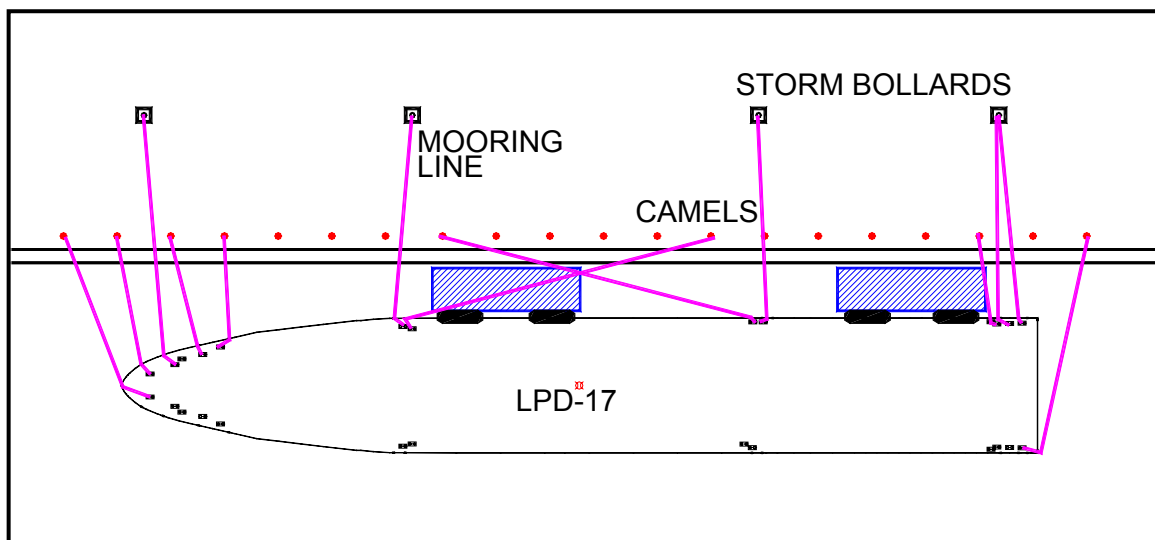 STORM BOLLARDS
MOORING
LINE
CAMELS
LPD-17